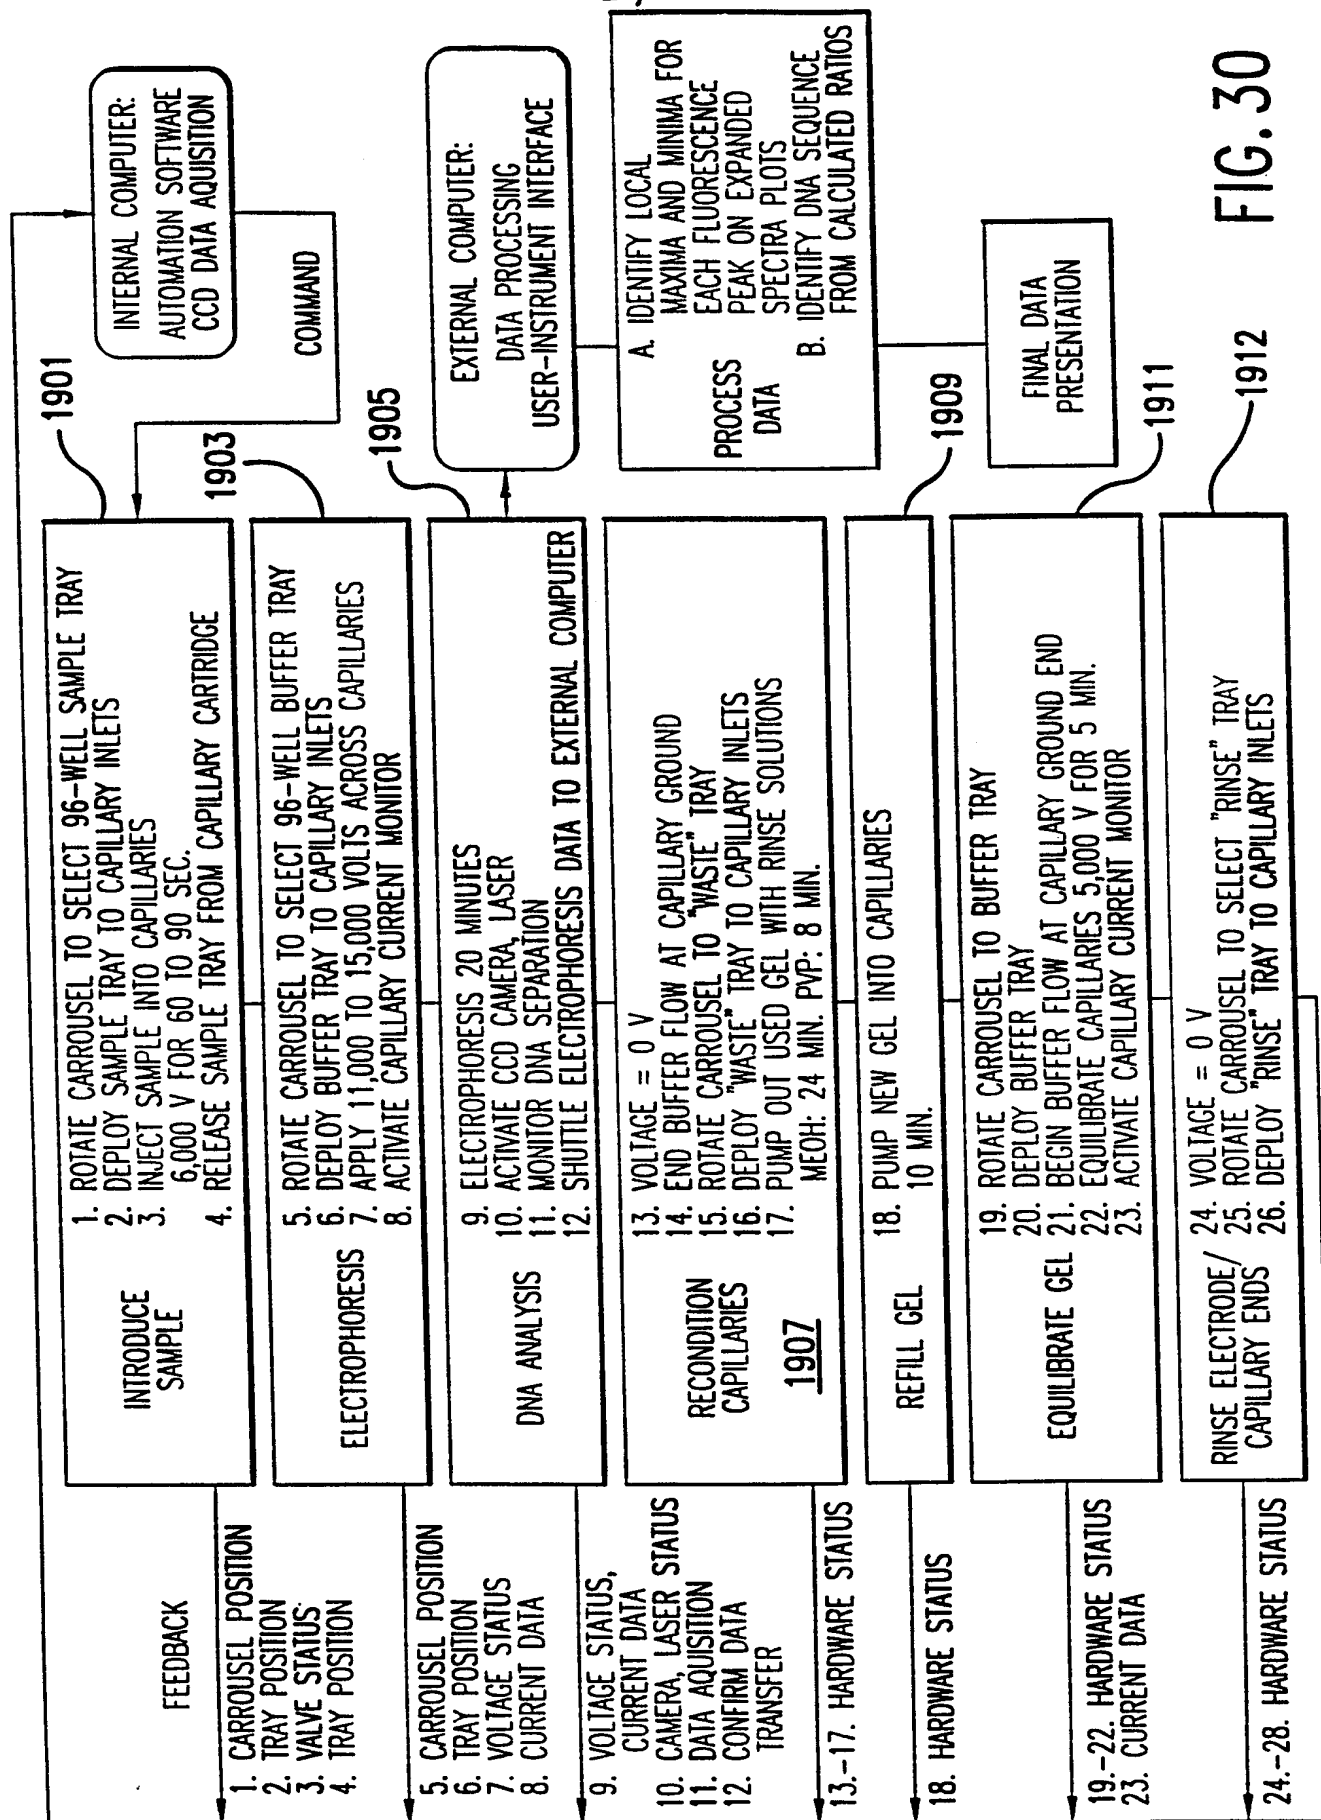 FEEDBACK
1. CARROUSEL POSITION
2. TRAY POSITION
3. VALVE STATUS
4. TRAY POSITION
INTRODUCE
SAMPLE
1. ROTATE CARROUSEL TO SELECT 96-WELL SAMPLE TRAY
2. DEPLOY SAMPLE TRAY TO CAPILLARY INLETS
3. INJECT SAMPLE INTO CAPILLARIES
6,000 V FOR 60 TO 90 SEC.
4. RELEASE SAMPLE TRAY FROM CAPILLARY CARTRIDGE
1901
INTERNAL COMPUTER:
AUTOMATION SOFTWARE
CCD DATA AQUISITION
COMMAND
5. CARROUSEL POSITION
6. TRAY POSITION
7. VOLTAGE STATUS
8. CURRENT DATA
ELECTROPHORESIS
5. ROTATE CARROUSEL TO SELECT 96-WELL BUFFER TRAY
6. DEPLOY BUFFER TRAY TO CAPILLARY INLETS
7. APPLY 11,000 TO 15,000 VOLTS ACROSS CAPILLARIES
8. ACTIVATE CAPILLARY CURRENT MONITOR
1903
9. VOLTAGE STATUS,
CURRENT DATA
10. CAMERA, LASER STATUS
11. DATA AQUISITION
12. CONFIRM DATA
TRANSFER
DNA ANALYSIS
9. ELECTROPHORESIS 20 MINUTES
10. ACTIVATE CCD CAMERA, LASER
11. MONITOR DNA SEPARATION
12. SHUTTLE ELECTROPHORESIS DATA TO EXTERNAL COMPUTER
1905
EXTERNAL COMPUTER:
DATA PROCESSING
USER-INSTRUMENT INTERFACE
13.-17. HARDWARE STATUS
RECONDITION
CAPILLARIES
1907
13. VOLTAGE = 0 V
14. END BUFFER FLOW AT CAPILLARY GROUND
15. ROTATE CARROUSEL TO "WASTE" TRAY
16. DEPLOY "WASTE" TRAY TO CAPILLARY INLETS
17. PUMP OUT USED GEL WITH RINSE SOLUTIONS
MEOH: 24 MIN. PVP: 8 MIN.
PROCESS
DATA
A. IDENTIFY LOCAL
MAXIMA AND MINIMA FOR
EACH FLUORESCENCE
PEAK ON EXPANDED
SPECTRA PLOTS
B. IDENTIFY DNA SEQUENCE
FROM CALCULATED RATIOS
18. HARDWARE STATUS
REFILL GEL
18. PUMP NEW GEL INTO CAPILLARIES
10 MIN.
1909
FINAL DATA
PRESENTATION
19.-22. HARDWARE STATUS
23. CURRENT DATA
EQUILIBRATE GEL
19. ROTATE CARROUSEL TO BUFFER TRAY
20. DEPLOY BUFFER TRAY
21. BEGIN BUFFER FLOW AT CAPILLARY GROUND END
22. EQUILIBRATE CAPILLARIES 5,000 V FOR 5 MIN.
23. ACTIVATE CAPILLARY CURRENT MONITOR
1911
24.-28. HARDWARE STATUS
RINSE ELECTRODE/
CAPILLARY ENDS
24. VOLTAGE = 0 V
25. ROTATE CARROUSEL TO SELECT "RINSE" TRAY
26. DEPLOY "RINSE" TRAY TO CAPILLARY INLETS
1912
FIG. 30